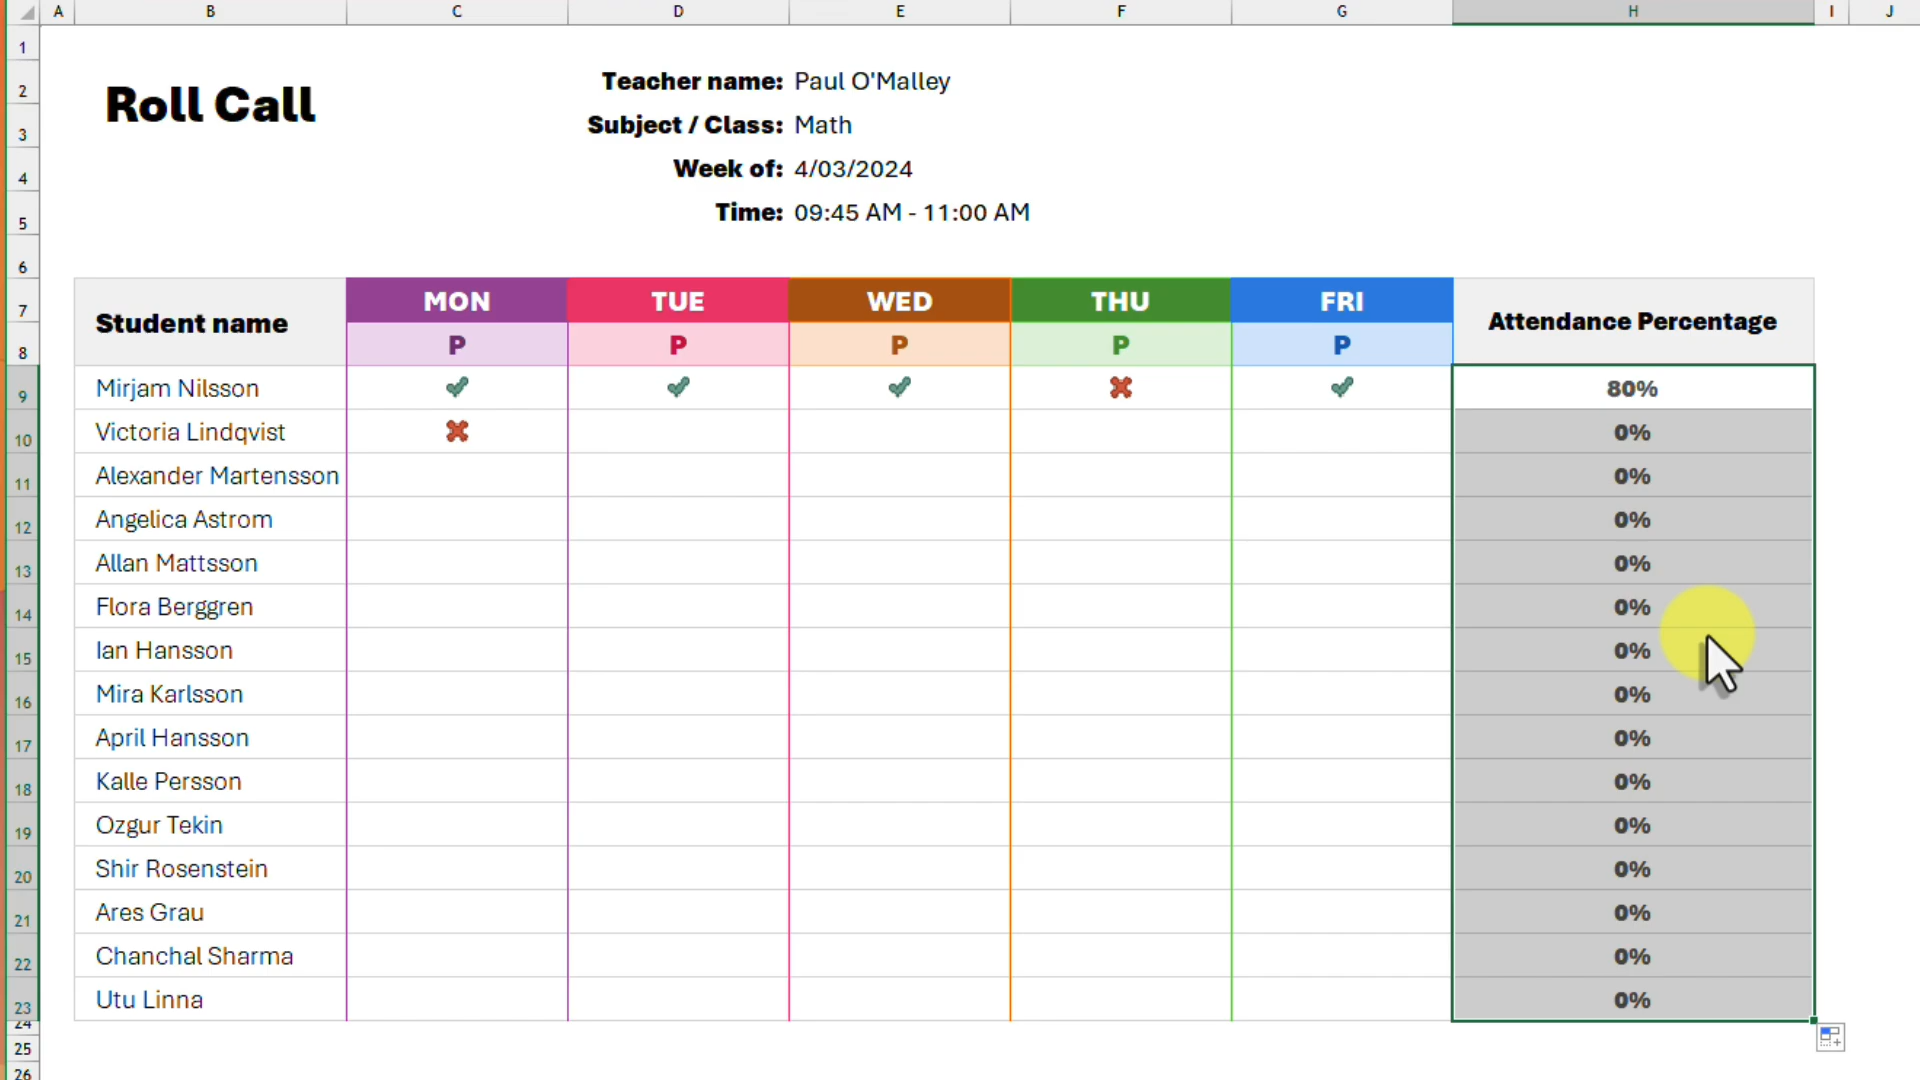 A B C D E F G H I J
1
2 Roll Call Teacher name: Paul O'Malley
3 Subject / Class: Math
4 Week of: 4/03/2024
5 Time: 09:45 AM - 11:00 AM
6
7 Student name MON TUE WED THU FRI Attendance Percentage
8 P P P P P
9 Mirjam Nilsson 80%
10 Victoria Lindqvist 0%
11 Alexander Martensson 0%
12 Angelica Astrom 0%
13 Allan Mattsson 0%
14 Flora Berggren 0%
15 Ian Hansson 0%
16 Mira Karlsson 0%
17 April Hansson 0%
18 Kalle Persson 0%
19 Ozgur Tekin 0%
20 Shir Rosenstein 0%
21 Ares Grau 0%
22 Chanchal Sharma 0%
23 Utu Linna 0%
24
25
26